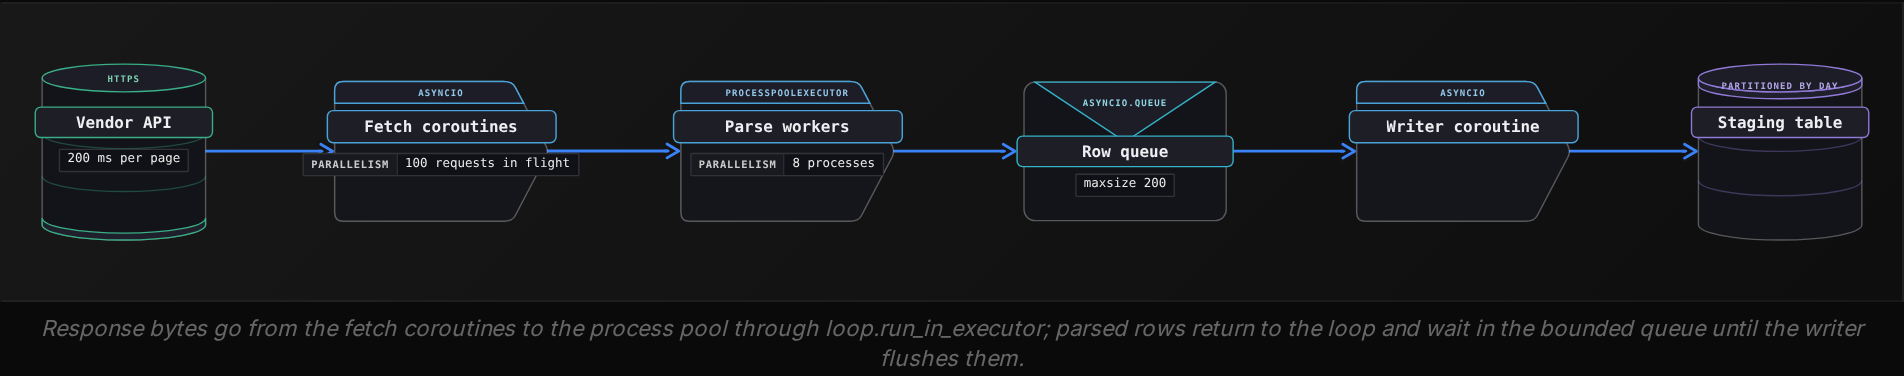 HTTPS
Vendor API
200 ms per page
ASYNCIO
Fetch coroutines
PARALLELISM 100 requests in flight
PROCESSPOOLEXECUTOR
Parse workers
PARALLELISM 8 processes
ASYNCIO.QUEUE
Row queue
maxsize 200
ASYNCIO
Writer coroutine
PARTITIONED BY DAY
Staging table
Response bytes go from the fetch coroutines to the process pool through loop.run_in_executor; parsed rows return to the loop and wait in the bounded queue until the writer
flushes them.